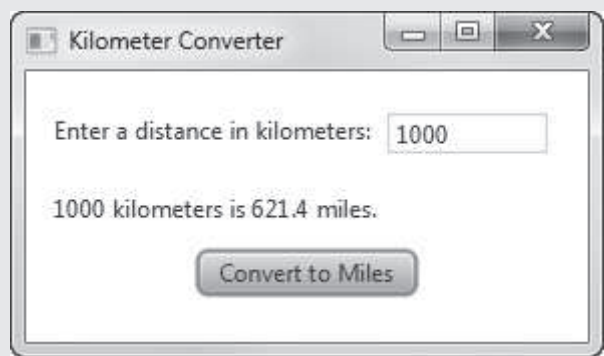 Kilometer Converter
Enter a distance in kilometers: 1000
1000 kilometers is 621.4 miles.
Convert to Miles